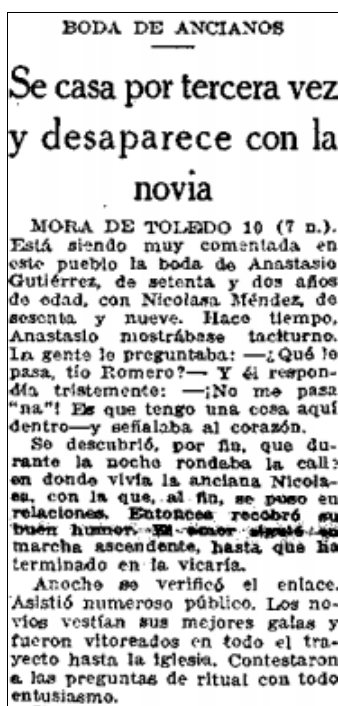 BODA DE ANCIANOS
Se casa por tercera vez
y desaparece con la
novia
MORA DE TOLEDO 10 (7 n.).
Está siendo muy comentada en
este pueblo la boda de Anastasio
Gutiérrez, de setenta y dos años
de edad, con Nicolasa Méndez, de
sesenta y nueve. Hace tiempo,
Anastasio mostrábase taciturno.
La gente le preguntaba: —¿Qué le
pasa, tío Romero?— Y él respon-
día tristemente: —¡No me pasa
"na"! Es que tengo una cosa aquí
dentro—y señalaba al corazón.
Se descubrió, por fin, que du-
rante la noche rondaba la calle
en donde vivía la anciana Nicola-
sa, con la que, al fin, se puso en
relaciones. Entonces recobró su
buen humor. El amor siguió en
marcha ascendente, hasta que ha
terminado en la vicaría.
Anoche se verificó el enlace.
Asistió numeroso público. Los no-
vios vestían sus mejores galas y
fueron vitoreados en todo el tra-
yecto hasta la iglesia. Contestaron
a las preguntas de ritual con todo
entusiasmo.